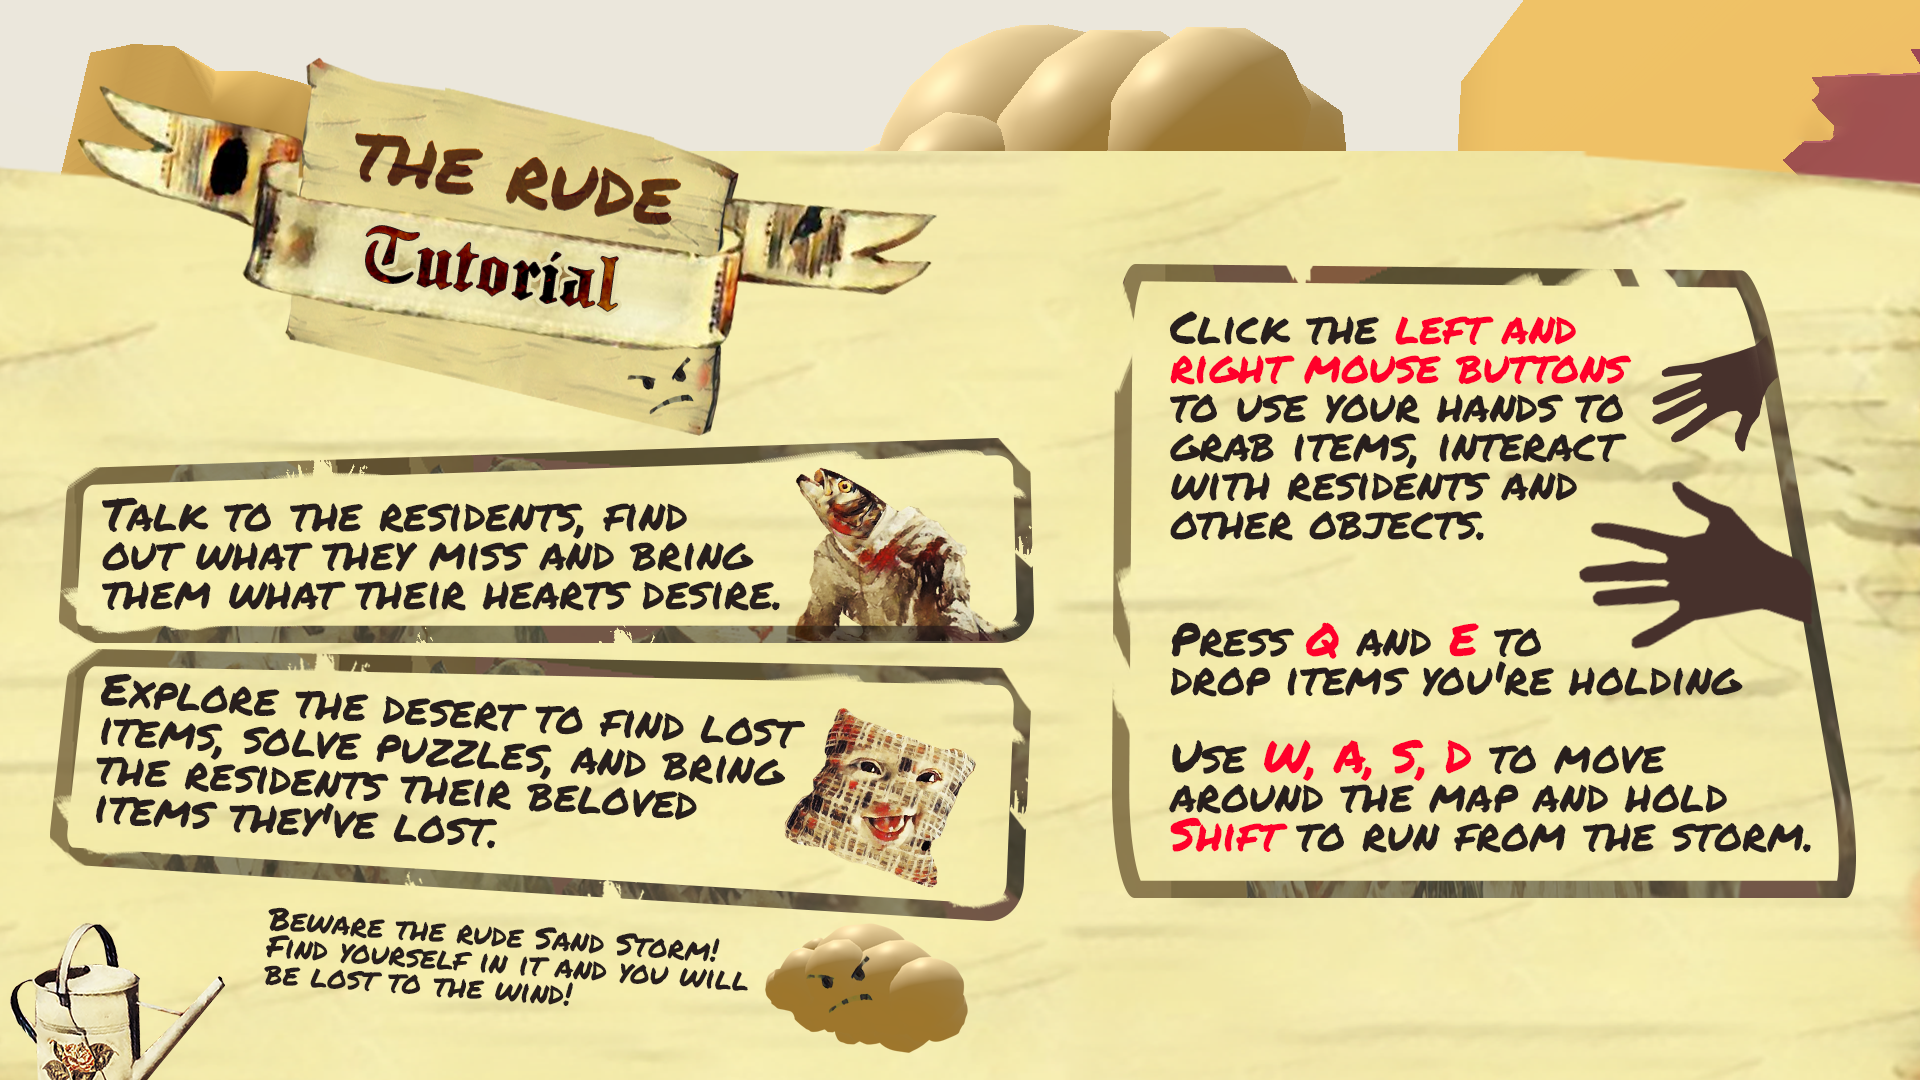 THE RUDE
Tutorial
TALK TO THE RESIDENTS, FIND
OUT WHAT THEY MISS AND BRING
THEM WHAT THEIR HEARTS DESIRE.
EXPLORE THE DESERT TO FIND LOST
ITEMS, SOLVE PUZZLES, AND BRING
THE RESIDENTS THEIR BELOVED
ITEMS THEY'VE LOST.
BEWARE THE RUDE SAND STORM!
FIND YOURSELF IN IT AND YOU WILL
BE LOST TO THE WIND!
CLICK THE LEFT AND
RIGHT MOUSE BUTTONS
TO USE YOUR HANDS TO
GRAB ITEMS, INTERACT
WITH RESIDENTS AND
OTHER OBJECTS.
PRESS Q AND E TO
DROP ITEMS YOU'RE HOLDING
USE W, A, S, D TO MOVE
AROUND THE MAP AND HOLD
SHIFT TO RUN FROM THE STORM.